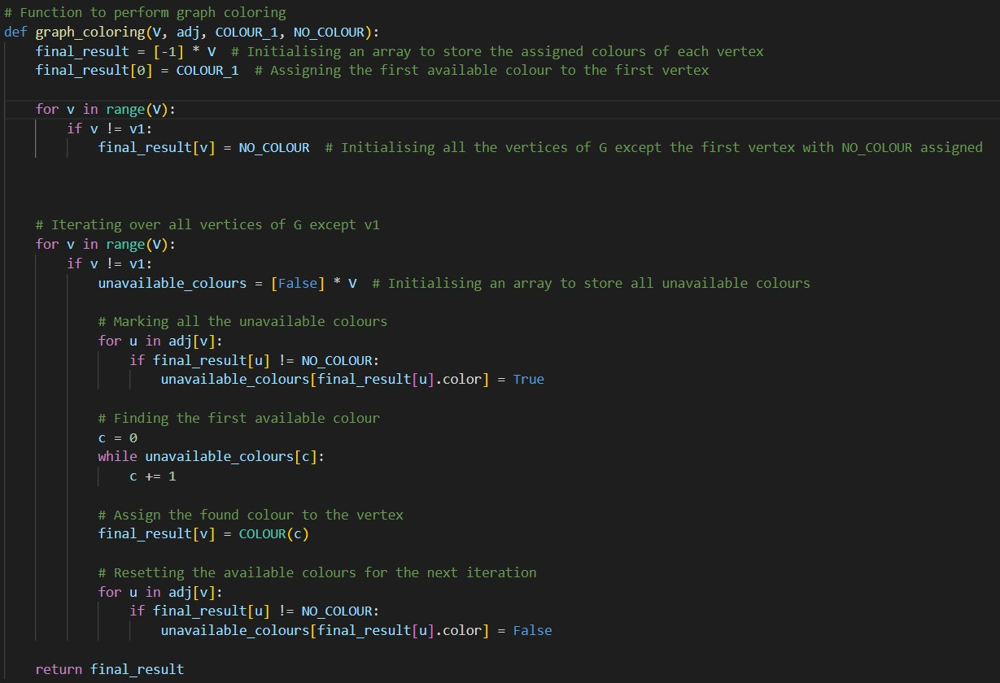 # Function to perform graph coloring
def graph_coloring(V, adj, COLOUR_1, NO_COLOUR):
    final_result = [-1] * V  # Initialising an array to store the assigned colours of each vertex
    final_result[0] = COLOUR_1  # Assigning the first available colour to the first vertex

    for v in range(V):
        if v != v1:
            final_result[v] = NO_COLOUR  # Initialising all the vertices of G except the first vertex with NO_COLOUR assigned

    # Iterating over all vertices of G except v1
    for v in range(V):
        if v != v1:
            unavailable_colours = [False] * V  # Initialising an array to store all unavailable colours

            # Marking all the unavailable colours
            for u in adj[v]:
                if final_result[u] != NO_COLOUR:
                    unavailable_colours[final_result[u].color] = True

            # Finding the first available colour
            c = 0
            while unavailable_colours[c]:
                c += 1

            # Assign the found colour to the vertex
            final_result[v] = COLOUR(c)

            # Resetting the available colours for the next iteration
            for u in adj[v]:
                if final_result[u] != NO_COLOUR:
                    unavailable_colours[final_result[u].color] = False

    return final_result